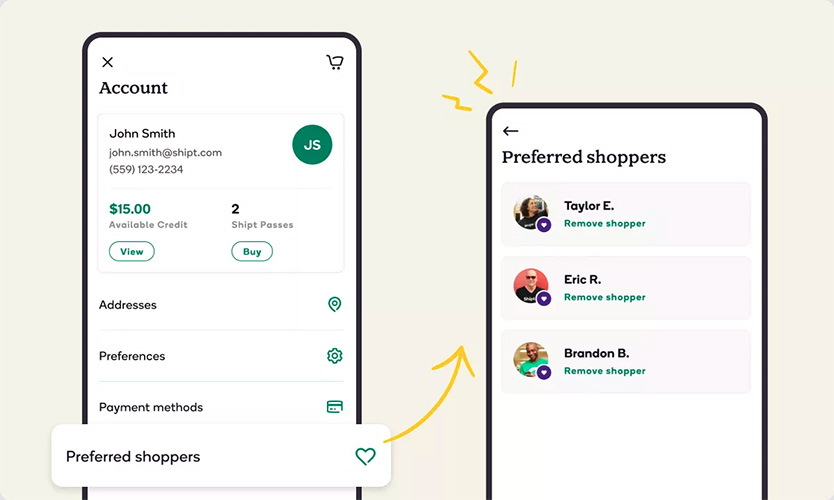 Account
John Smith
JS
john.smith@shipt.com
(559) 123-2234
$15.00
2
Available Credit
Shipt Passes
View
Buy
Addresses
Preferences
Payment methods
Preferred shoppers
Preferred shoppers
Taylor E.
Remove shopper
Eric R.
Remove shopper
Brandon B.
Remove shopper